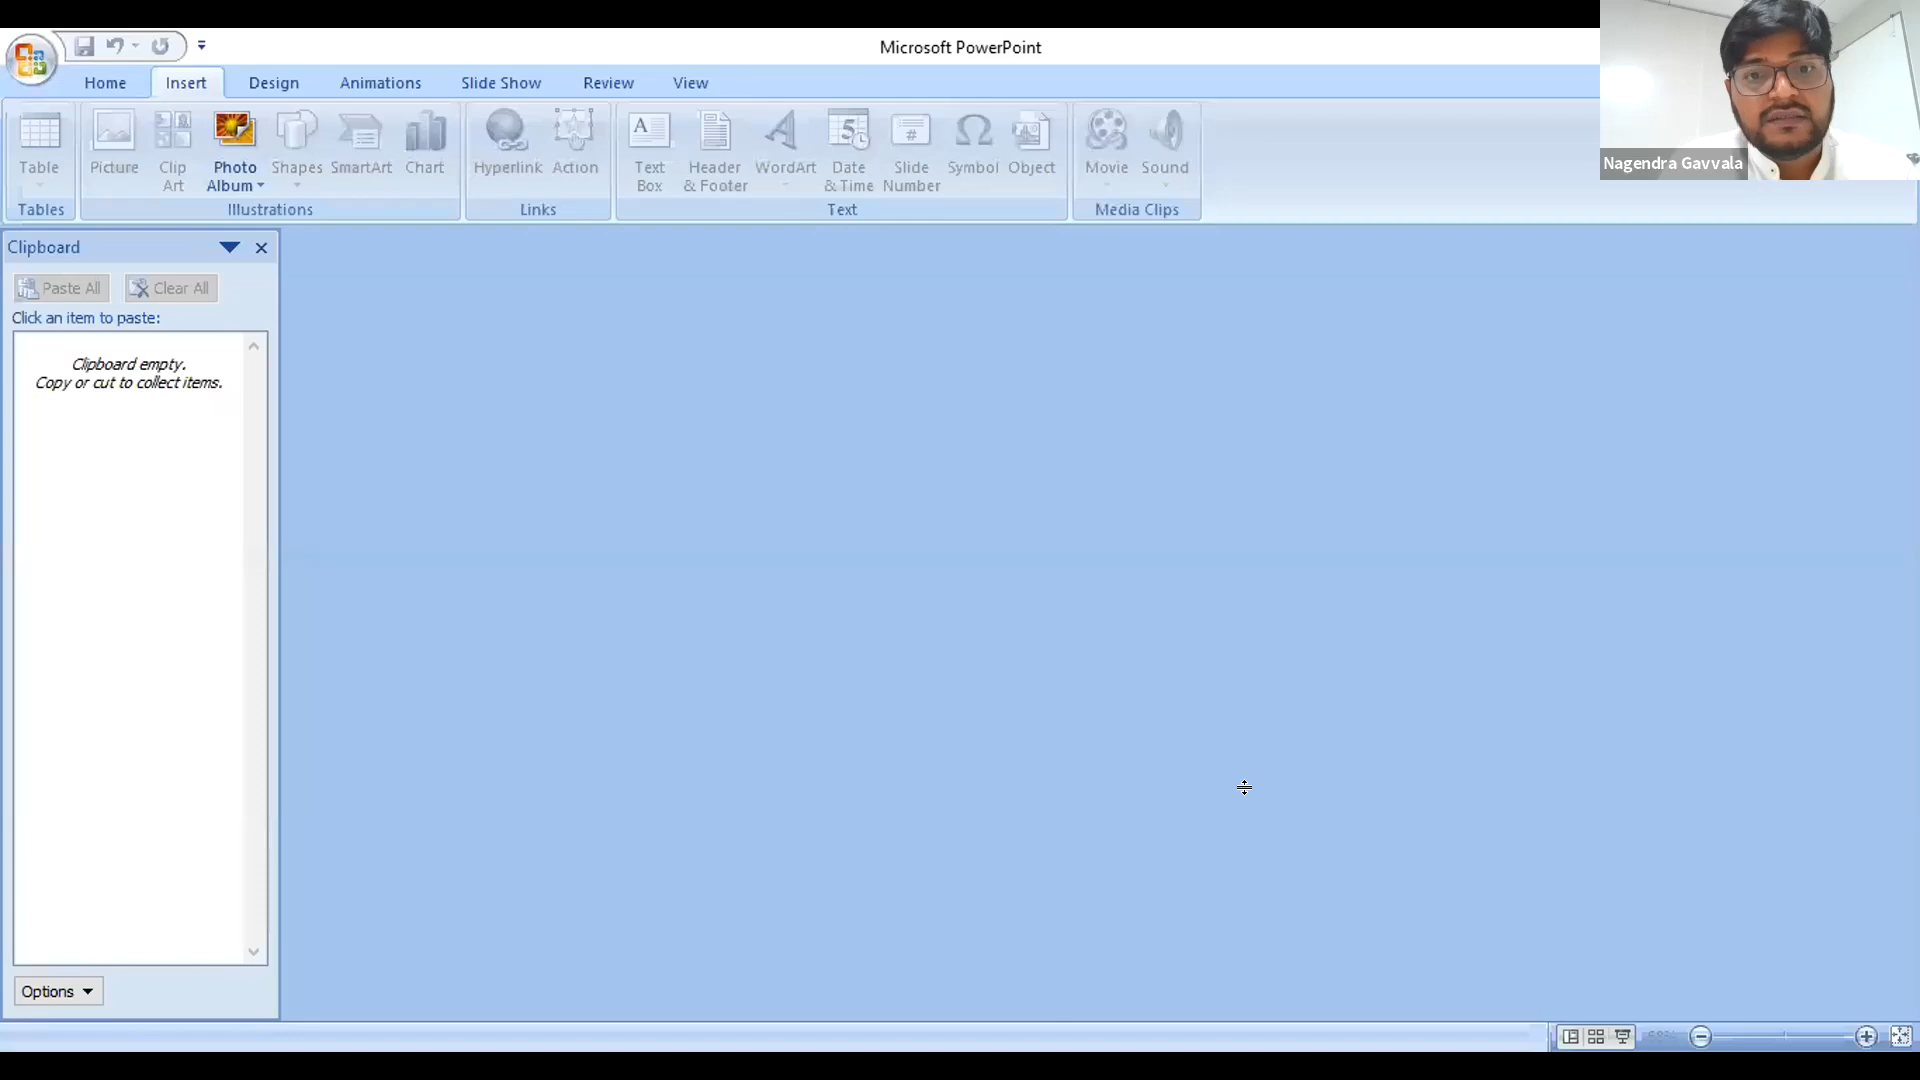 Microsoft PowerPoint
Home Insert Design Animations Slide Show Review View
Table
Picture
Clip
Art
Photo
Album
Shapes
SmartArt
Chart
Hyperlink
Action
Text
Box
Header
& Footer
WordArt
Date
& Time
Slide
Number
Symbol
Object
Movie
Sound
Tables
Illustrations
Links
Text
Media Clips
Nagendra Gavvala
Clipboard
Paste All
Clear All
Click an item to paste:
Clipboard empty.
Copy or cut to collect items.
Options